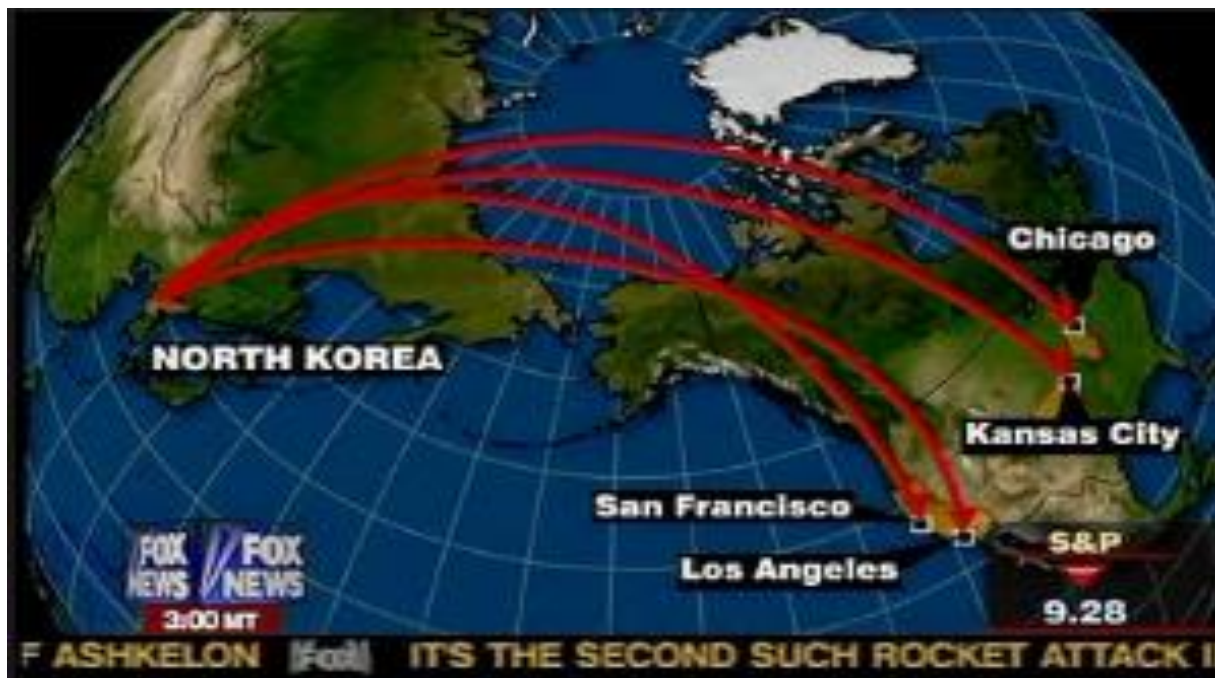 Chicago
NORTH KOREA
Kansas City
San Francisco
Los Angeles
S&P
9.28
FOX NEWS FOX NEWS
3:00 MT
F ASHKELON Fox IT'S THE SECOND SUCH ROCKET ATTACK I